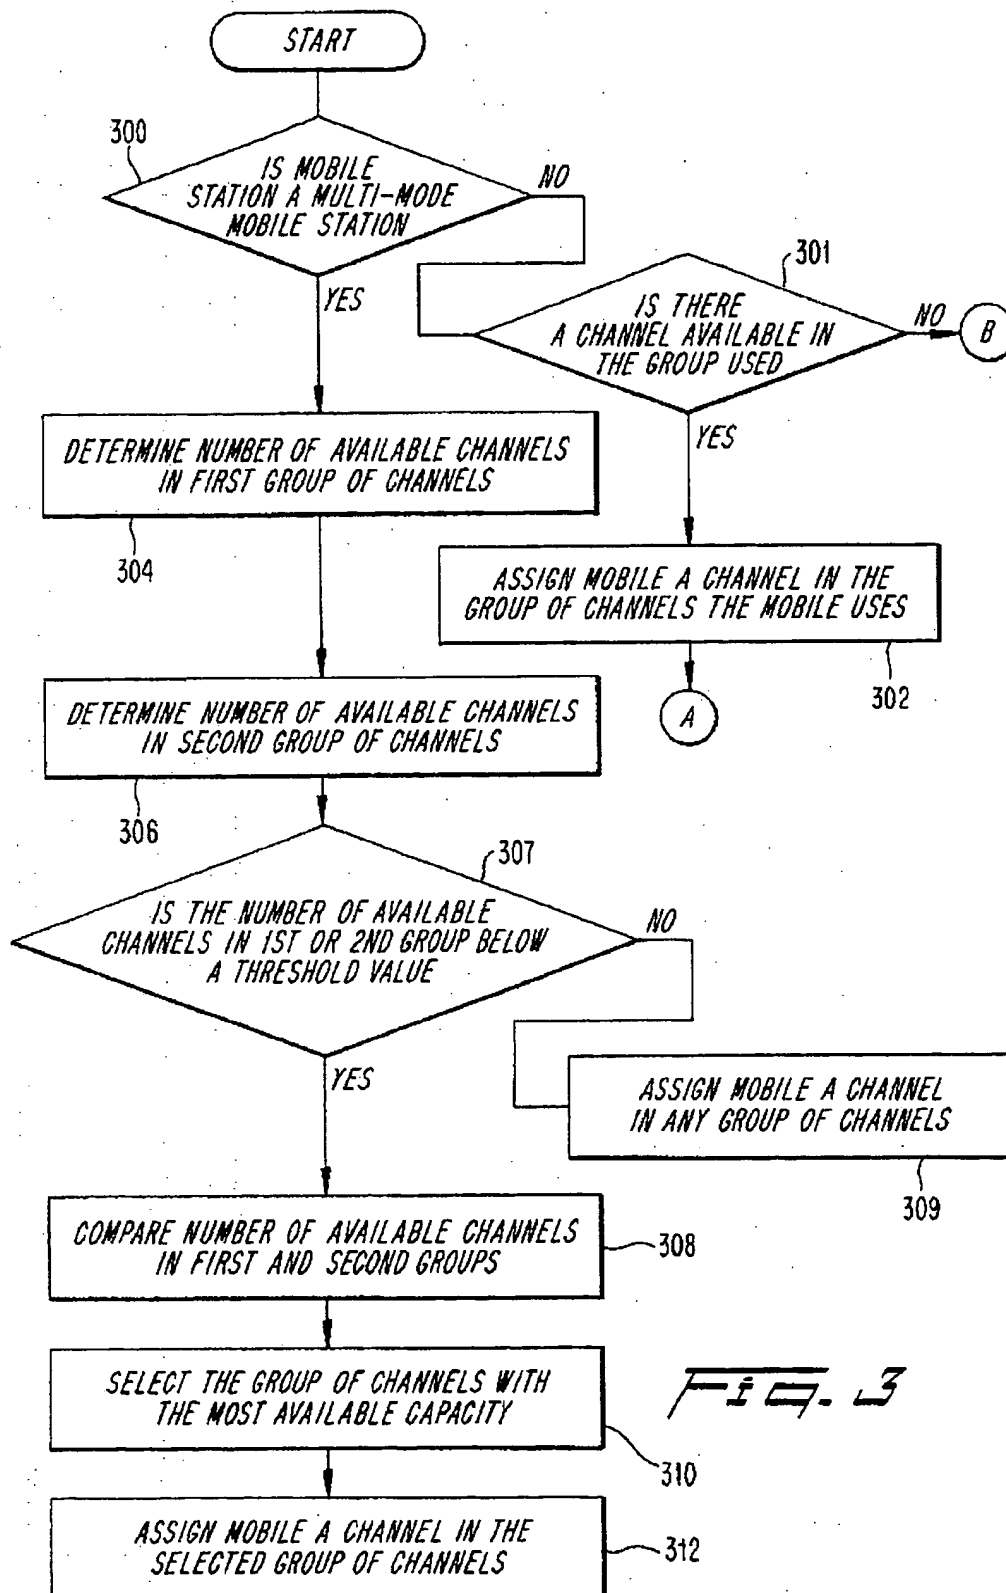 START
300
IS MOBILE
STATION A MULTI-MODE
MOBILE STATION
NO
YES
301
IS THERE
A CHANNEL AVAILABLE IN
THE GROUP USED
NO
B
YES
DETERMINE NUMBER OF AVAILABLE CHANNELS
IN FIRST GROUP OF CHANNELS
304
ASSIGN MOBILE A CHANNEL IN THE
GROUP OF CHANNELS THE MOBILE USES
302
A
DETERMINE NUMBER OF AVAILABLE CHANNELS
IN SECOND GROUP OF CHANNELS
306
307
IS THE NUMBER OF AVAILABLE
CHANNELS IN 1ST OR 2ND GROUP BELOW
A THRESHOLD VALUE
NO
YES
ASSIGN MOBILE A CHANNEL
IN ANY GROUP OF CHANNELS
309
COMPARE NUMBER OF AVAILABLE CHANNELS
IN FIRST AND SECOND GROUPS
308
SELECT THE GROUP OF CHANNELS WITH
THE MOST AVAILABLE CAPACITY
310
Fig. 3
ASSIGN MOBILE A CHANNEL IN THE
SELECTED GROUP OF CHANNELS
312